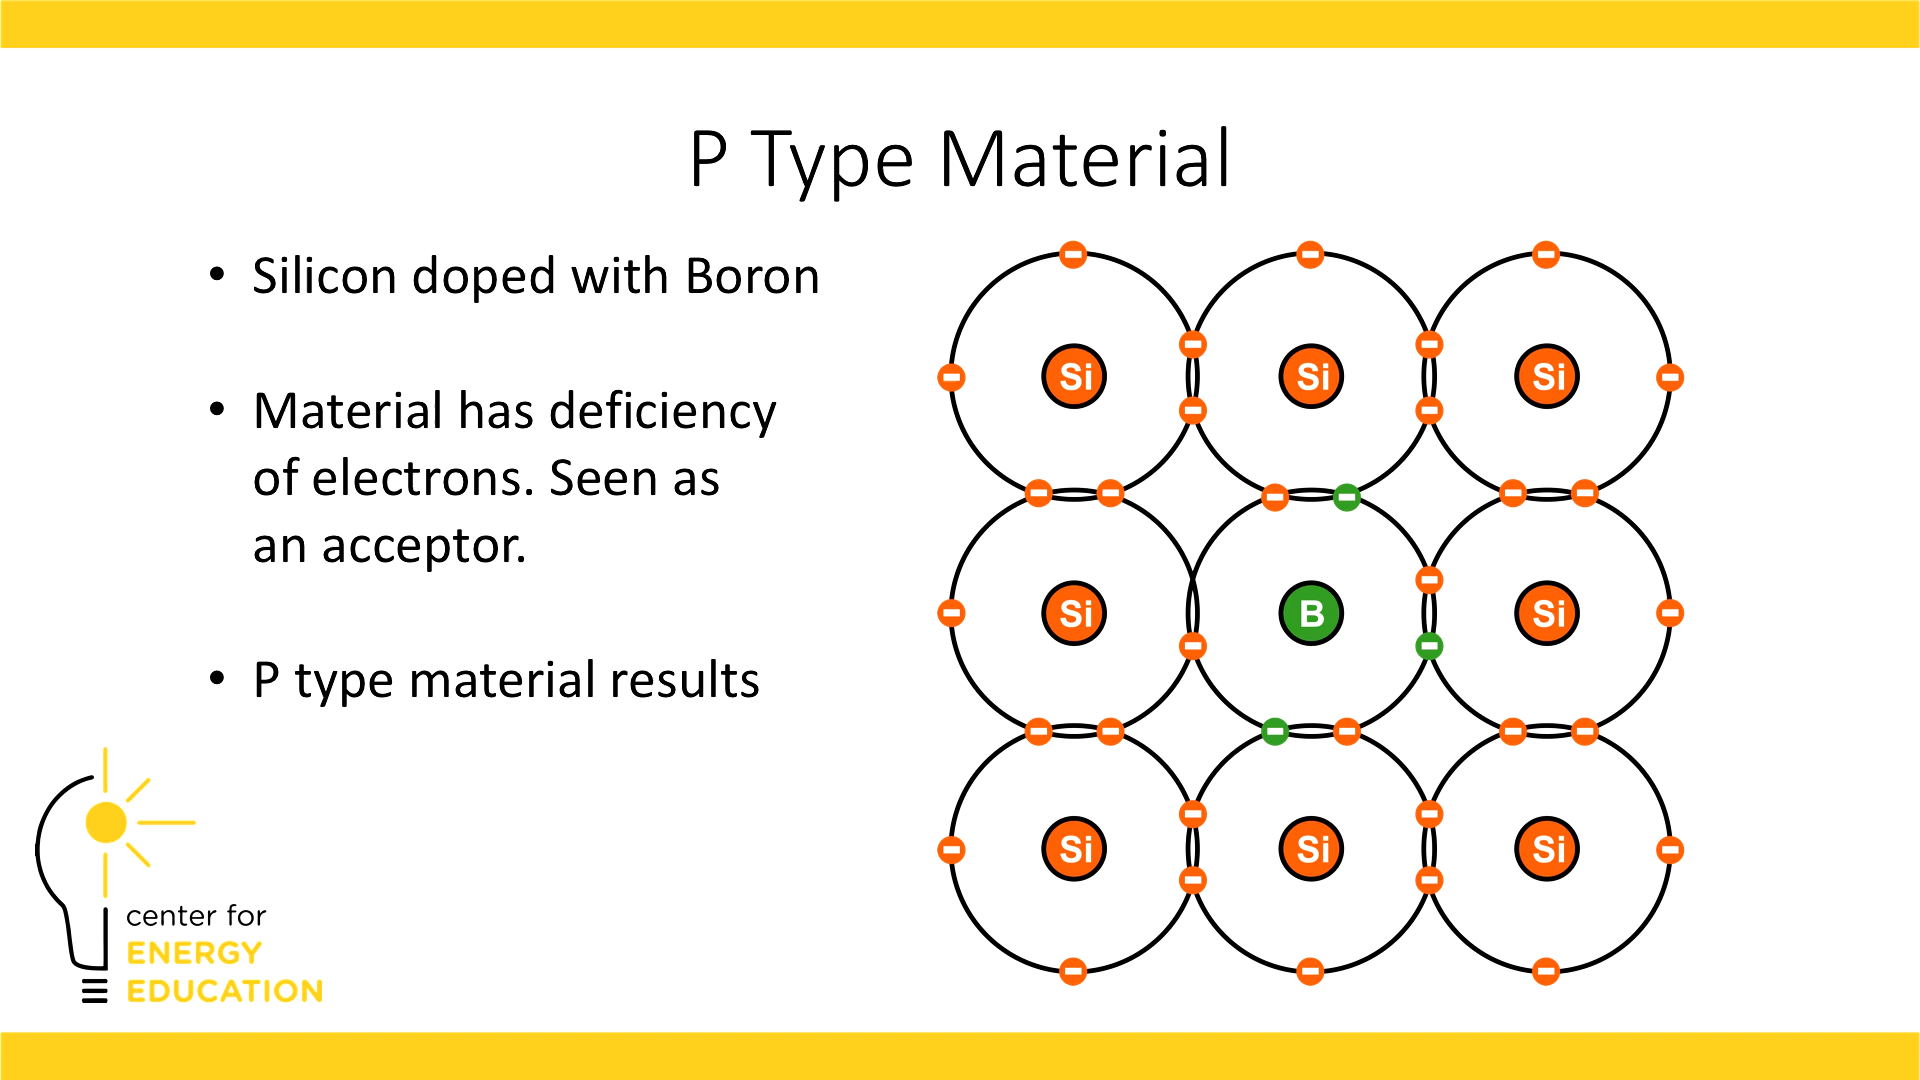 P Type Material
• Silicon doped with Boron
• Material has deficiency
of electrons. Seen as
an acceptor.
• P type material results
Si Si Si
Si B Si
Si Si Si
center for
ENERGY
EDUCATION